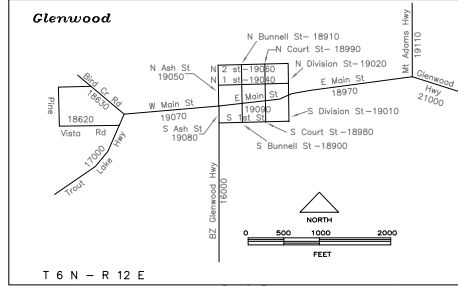 Glenwood
N Bunnell St- 18910
N Court St- 18990
N Ash St
19050
N 2 st-19060
N 1 st-19040
N Division St-19020
Mt Adams Hwy
19110
Glenwood
Hwy
21000
Bird Cr Rd
18630
Pine
18620
Vista Rd
W Main St
19070
E Main St
19090
E Main St
18970
S Ash St
19080
S 1st St
S Division St-19010
S Court St-18980
S Bunnell St-18900
17000
Trout Lake Hwy
BZ Glenwood Hwy
16000
NORTH
0 500 1000 2000
FEET
T 6 N - R 12 E